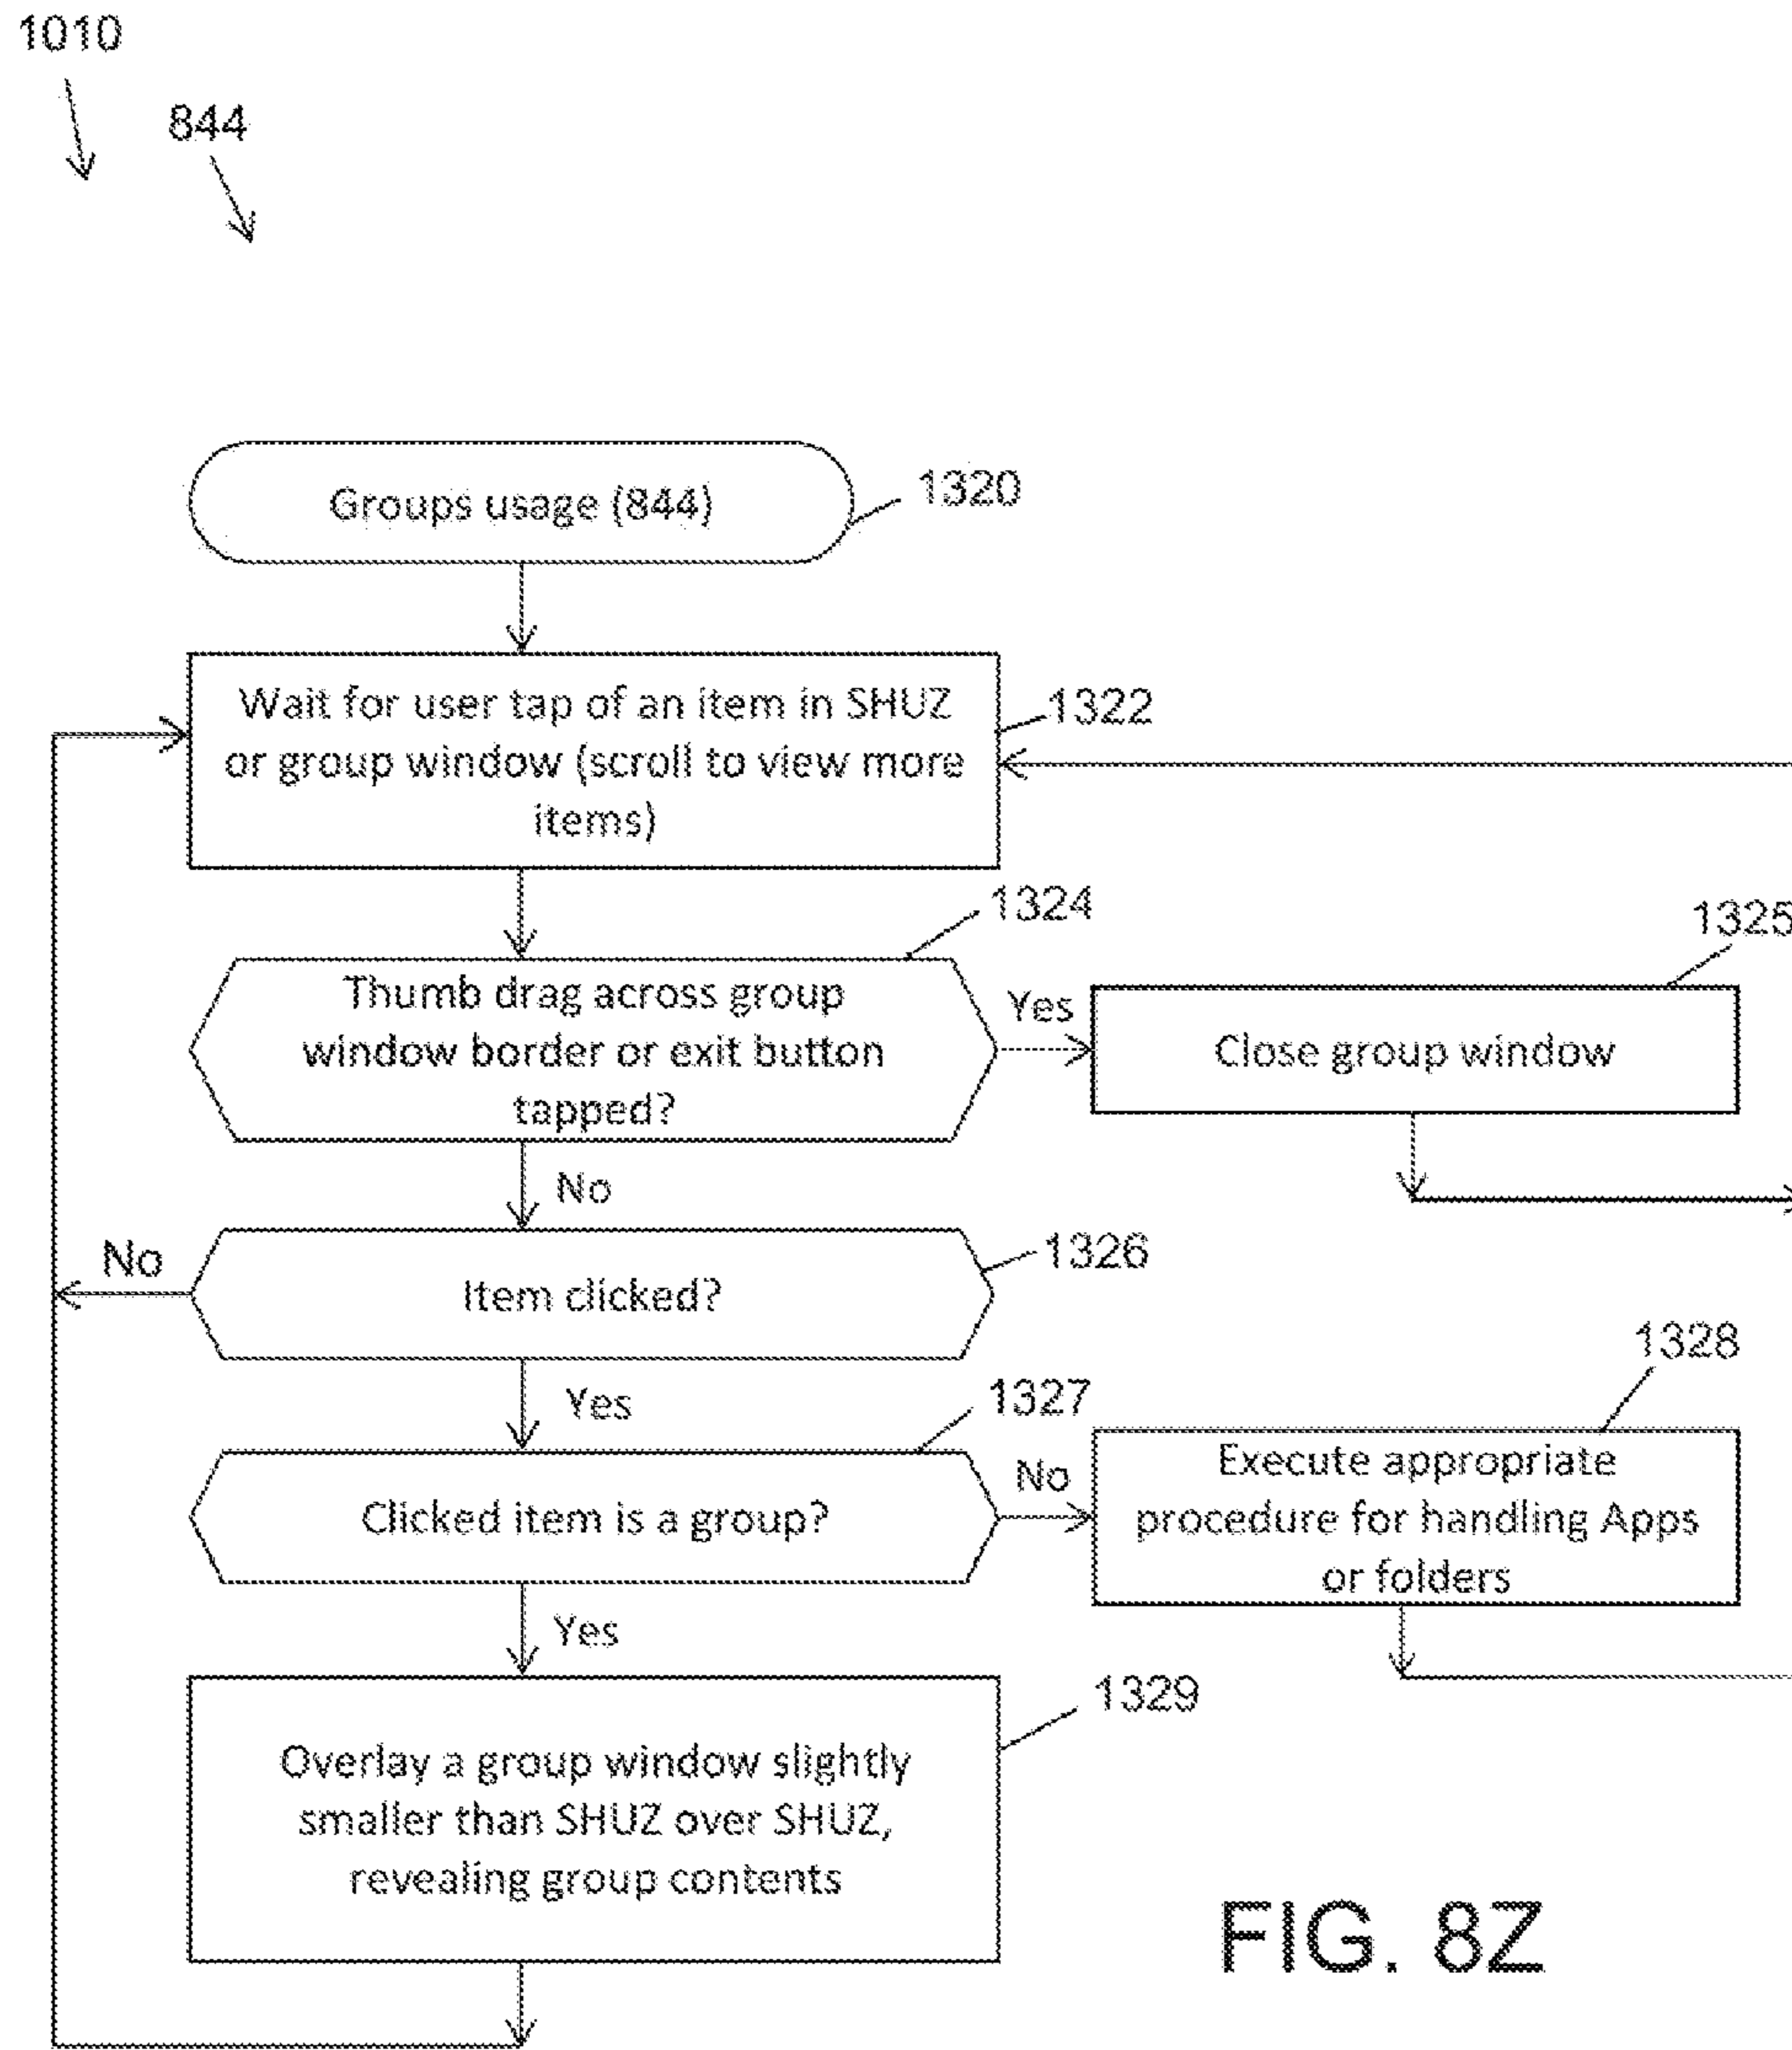 1010
844
Groups usage (844)
1320
Wait for user tap of an item in SHUZ
or group window (scroll to view more
items)
1322
1324
Thumb drag across group
window border or exit button
tapped?
Yes
1325
Close group window
No
No
Item clicked?
1326
Yes
1327
Clicked item is a group?
No
1328
Execute appropriate
procedure for handling Apps
or folders
Yes
1329
Overlay a group window slightly
smaller than SHUZ over SHUZ,
revealing group contents
FIG. 8Z